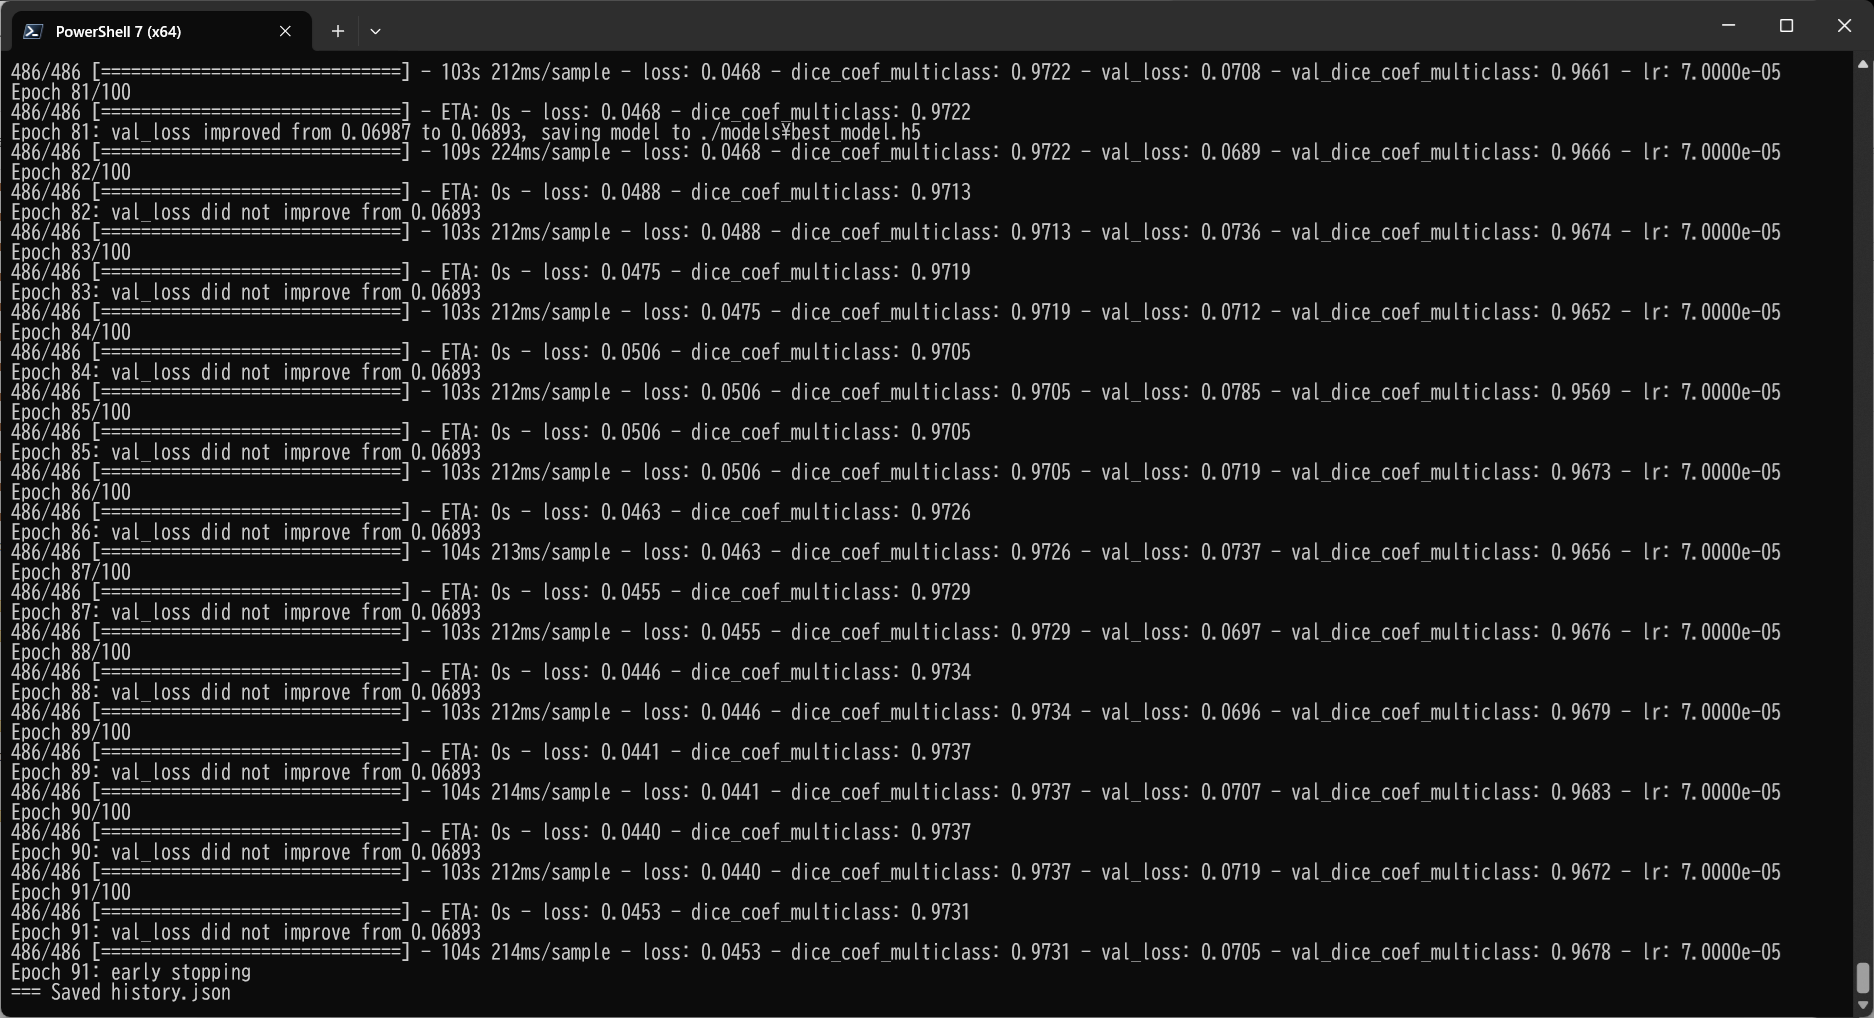 PowerShell 7 (x64)
486/486 [==============================] - 103s 212ms/sample - loss: 0.0468 - dice_coef_multiclass: 0.9722 - val_loss: 0.0708 - val_dice_coef_multiclass: 0.9661 - lr: 7.0000e-05
Epoch 81/100
486/486 [==============================] - ETA: 0s - loss: 0.0468 - dice_coef_multiclass: 0.9722
Epoch 81: val_loss improved from 0.06987 to 0.06893, saving model to ./models¥best_model.h5
486/486 [==============================] - 109s 224ms/sample - loss: 0.0468 - dice_coef_multiclass: 0.9722 - val_loss: 0.0689 - val_dice_coef_multiclass: 0.9666 - lr: 7.0000e-05
Epoch 82/100
486/486 [==============================] - ETA: 0s - loss: 0.0488 - dice_coef_multiclass: 0.9713
Epoch 82: val_loss did not improve from 0.06893
486/486 [==============================] - 103s 212ms/sample - loss: 0.0488 - dice_coef_multiclass: 0.9713 - val_loss: 0.0736 - val_dice_coef_multiclass: 0.9674 - lr: 7.0000e-05
Epoch 83/100
486/486 [==============================] - ETA: 0s - loss: 0.0475 - dice_coef_multiclass: 0.9719
Epoch 83: val_loss did not improve from 0.06893
486/486 [==============================] - 103s 212ms/sample - loss: 0.0475 - dice_coef_multiclass: 0.9719 - val_loss: 0.0712 - val_dice_coef_multiclass: 0.9652 - lr: 7.0000e-05
Epoch 84/100
486/486 [==============================] - ETA: 0s - loss: 0.0506 - dice_coef_multiclass: 0.9705
Epoch 84: val_loss did not improve from 0.06893
486/486 [==============================] - 103s 212ms/sample - loss: 0.0506 - dice_coef_multiclass: 0.9705 - val_loss: 0.0785 - val_dice_coef_multiclass: 0.9569 - lr: 7.0000e-05
Epoch 85/100
486/486 [==============================] - ETA: 0s - loss: 0.0506 - dice_coef_multiclass: 0.9705
Epoch 85: val_loss did not improve from 0.06893
486/486 [==============================] - 103s 212ms/sample - loss: 0.0506 - dice_coef_multiclass: 0.9705 - val_loss: 0.0719 - val_dice_coef_multiclass: 0.9673 - lr: 7.0000e-05
Epoch 86/100
486/486 [==============================] - ETA: 0s - loss: 0.0463 - dice_coef_multiclass: 0.9726
Epoch 86: val_loss did not improve from 0.06893
486/486 [==============================] - 104s 213ms/sample - loss: 0.0463 - dice_coef_multiclass: 0.9726 - val_loss: 0.0737 - val_dice_coef_multiclass: 0.9656 - lr: 7.0000e-05
Epoch 87/100
486/486 [==============================] - ETA: 0s - loss: 0.0455 - dice_coef_multiclass: 0.9729
Epoch 87: val_loss did not improve from 0.06893
486/486 [==============================] - 103s 212ms/sample - loss: 0.0455 - dice_coef_multiclass: 0.9729 - val_loss: 0.0697 - val_dice_coef_multiclass: 0.9676 - lr: 7.0000e-05
Epoch 88/100
486/486 [==============================] - ETA: 0s - loss: 0.0446 - dice_coef_multiclass: 0.9734
Epoch 88: val_loss did not improve from 0.06893
486/486 [==============================] - 103s 212ms/sample - loss: 0.0446 - dice_coef_multiclass: 0.9734 - val_loss: 0.0696 - val_dice_coef_multiclass: 0.9679 - lr: 7.0000e-05
Epoch 89/100
486/486 [==============================] - ETA: 0s - loss: 0.0441 - dice_coef_multiclass: 0.9737
Epoch 89: val_loss did not improve from 0.06893
486/486 [==============================] - 104s 214ms/sample - loss: 0.0441 - dice_coef_multiclass: 0.9737 - val_loss: 0.0707 - val_dice_coef_multiclass: 0.9683 - lr: 7.0000e-05
Epoch 90/100
486/486 [==============================] - ETA: 0s - loss: 0.0440 - dice_coef_multiclass: 0.9737
Epoch 90: val_loss did not improve from 0.06893
486/486 [==============================] - 103s 212ms/sample - loss: 0.0440 - dice_coef_multiclass: 0.9737 - val_loss: 0.0719 - val_dice_coef_multiclass: 0.9672 - lr: 7.0000e-05
Epoch 91/100
486/486 [==============================] - ETA: 0s - loss: 0.0453 - dice_coef_multiclass: 0.9731
Epoch 91: val_loss did not improve from 0.06893
486/486 [==============================] - 104s 214ms/sample - loss: 0.0453 - dice_coef_multiclass: 0.9731 - val_loss: 0.0705 - val_dice_coef_multiclass: 0.9678 - lr: 7.0000e-05
Epoch 91: early stopping
=== Saved history.json